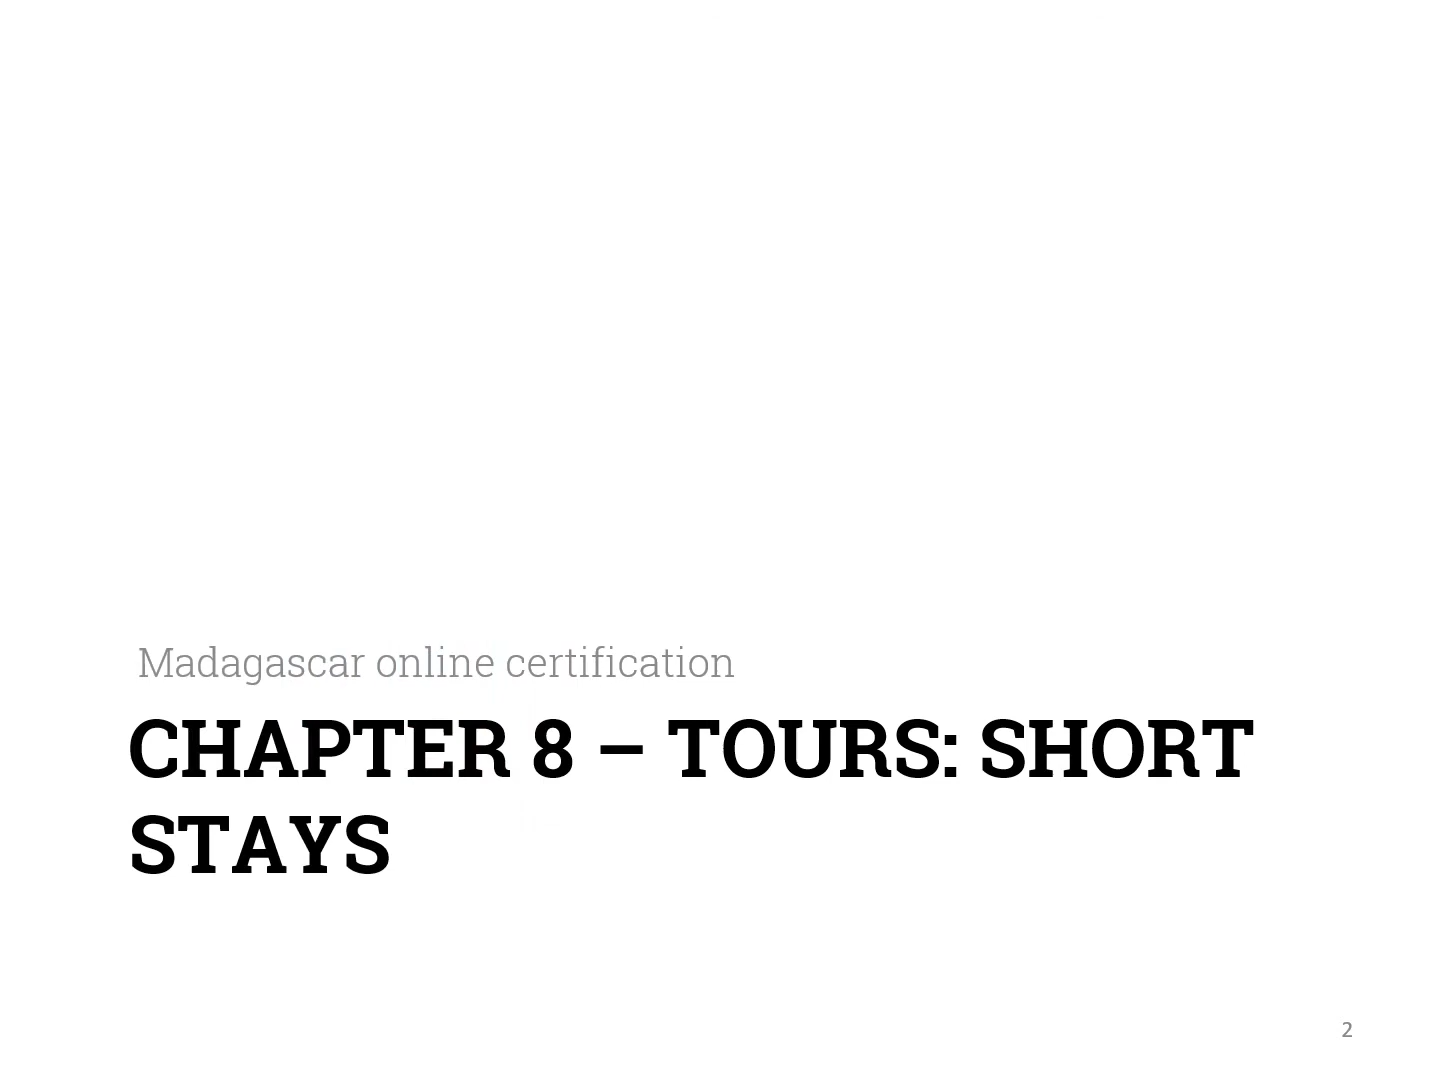 Madagascar online certification
CHAPTER 8 – TOURS: SHORT
STAYS
2